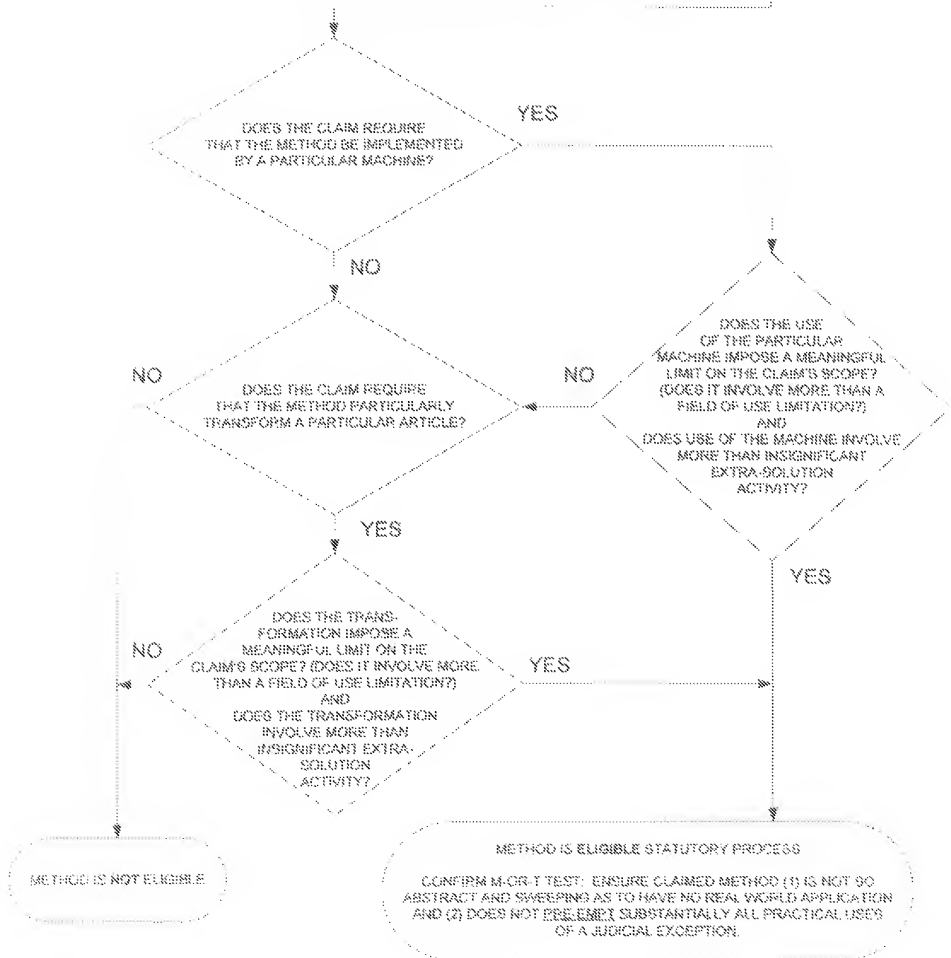 DOES THE CLAIM REQUIRE
THAT THE METHOD BE IMPLEMENTED
BY A PARTICULAR MACHINE?
YES
NO
DOES THE USE
OF THE PARTICULAR
MACHINE IMPOSE A MEANINGFUL
LIMIT ON THE CLAIM'S SCOPE?
(DOES IT INVOLVE MORE THAN A
FIELD OF USE LIMITATION?)
AND
DOES USE OF THE MACHINE INVOLVE
MORE THAN INSIGNIFICANT
EXTRA-SOLUTION
ACTIVITY?
NO
YES
DOES THE CLAIM REQUIRE
THAT THE METHOD PARTICULARLY
TRANSFORM A PARTICULAR ARTICLE?
NO
YES
DOES THE TRANS-
FORMATION IMPOSE A
MEANINGFUL LIMIT ON THE
CLAIM'S SCOPE? (DOES IT INVOLVE MORE
THAN A FIELD OF USE LIMITATION?)
AND
DOES THE TRANSFORMATION
INVOLVE MORE THAN
INSIGNIFICANT EXTRA-
SOLUTION
ACTIVITY?
NO
YES
METHOD IS NOT ELIGIBLE
METHOD IS ELIGIBLE STATUTORY PROCESS
CONFIRM M-OR-T TEST: ENSURE CLAIMED METHOD (1) IS NOT SO
ABSTRACT AND SWEEPING AS TO HAVE NO REAL WORLD APPLICATION
AND (2) DOES NOT PRE-EMPT SUBSTANTIALLY ALL PRACTICAL USES
OF A JUDICIAL EXCEPTION.